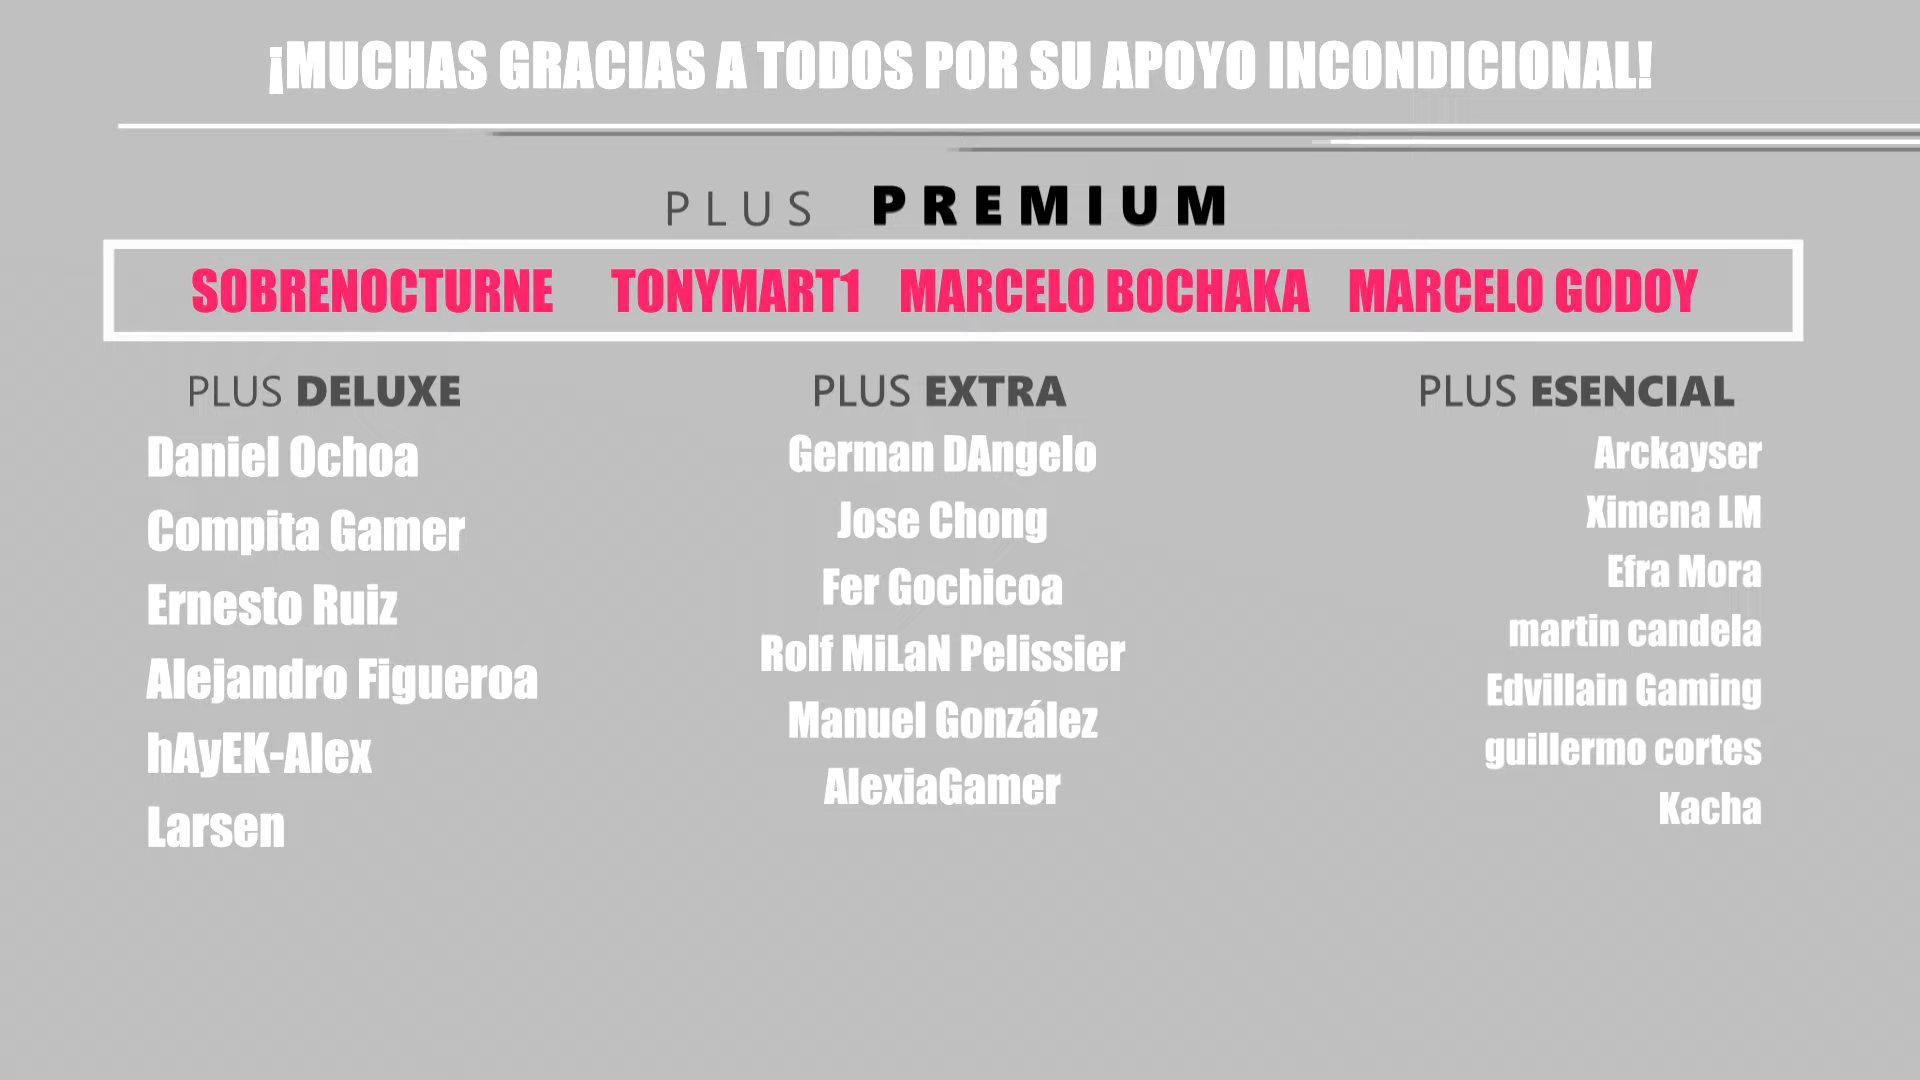 ¡MUCHAS GRACIAS A TODOS POR SU APOYO INCONDICIONAL!
PLUS PREMIUM
SOBRENOCTURNE TONYMART1 MARCELO BOCHAKA MARCELO GODOY
PLUS DELUXE
Daniel Ochoa
Compita Gamer
Ernesto Ruiz
Alejandro Figueroa
hAyEK-Alex
Larsen
PLUS EXTRA
German DAngelo
Jose Chong
Fer Gochicoa
Rolf MiLaN Pelissier
Manuel González
AlexiaGamer
PLUS ESENCIAL
Arckayser
Ximena LM
Efra Mora
martin candela
Edvillain Gaming
guillermo cortes
Kacha